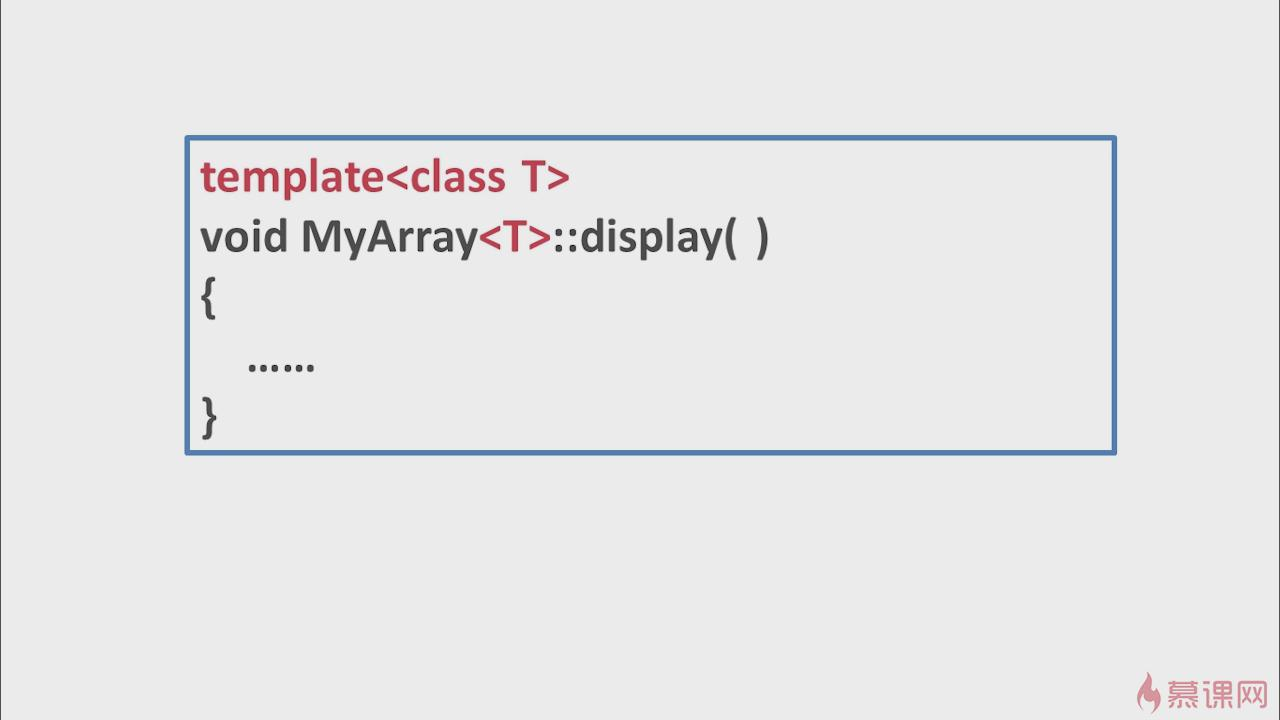 template<class T>
void MyArray<T>::display( )
{
……
}
慕课网